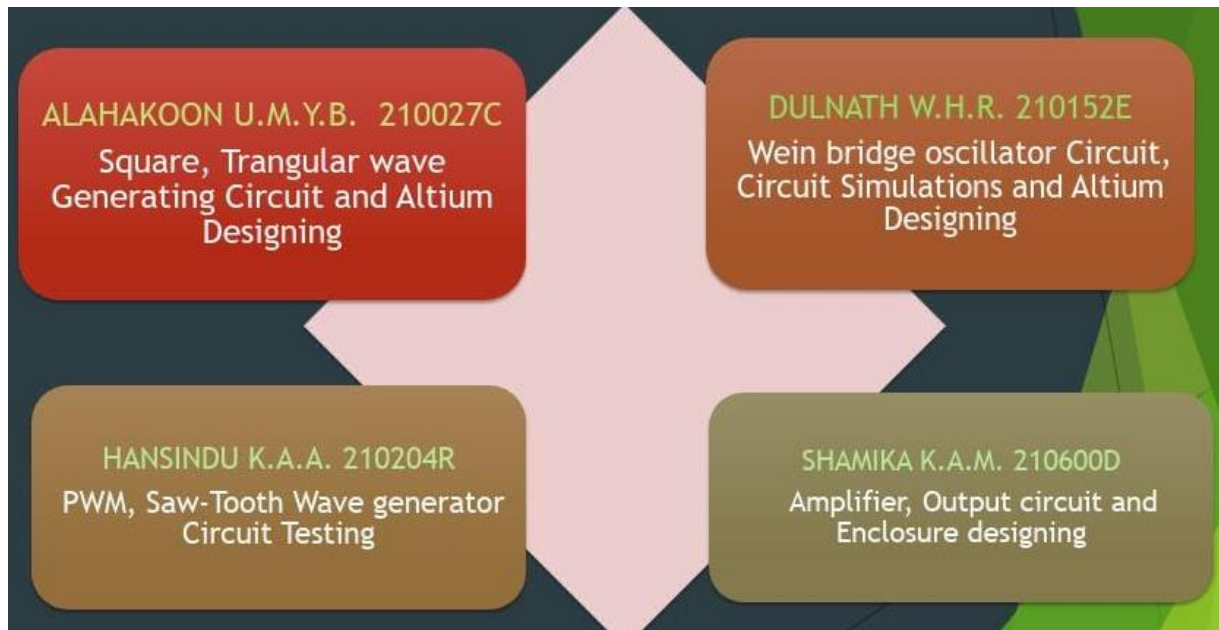 ALAHAKOON U.M.Y.B. 210027C
Square, Trangular wave
Generating Circuit and Altium
Designing
DULNATH W.H.R. 210152E
Wein bridge oscillator Circuit,
Circuit Simulations and Altium
Designing
HANSINDU K.A.A. 210204R
PWM, Saw-Tooth Wave generator
Circuit Testing
SHAMIKA K.A.M. 210600D
Amplifier, Output circuit and
Enclosure designing